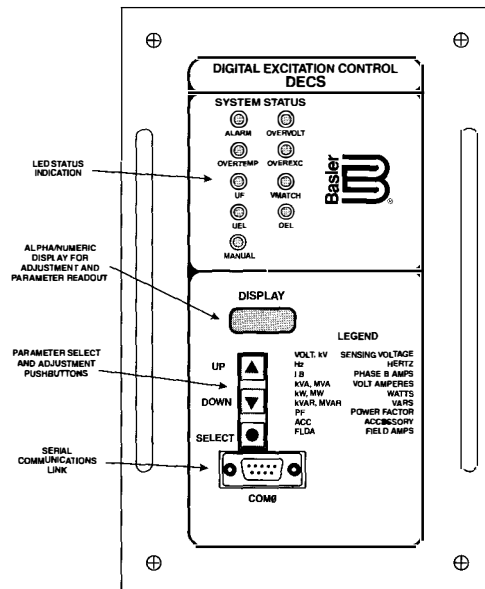 DIGITAL EXCITATION CONTROL
DECS
SYSTEM STATUS
ALARM OVERVOLT
OVERTEMP OVEREXC
UF VMATCH
UEL OEL
MANUAL
Basler
®
LED STATUS
INDICATION
ALPHA/NUMERIC
DISPLAY FOR
ADJUSTMENT AND
PARAMETER READOUT
DISPLAY
LEGEND
PARAMETER SELECT
AND ADJUSTMENT
PUSHBUTTONS
UP
DOWN
SELECT
VOLT, kV SENSING VOLTAGE
Hz HERTZ
I B PHASE B AMPS
kVA, MVA VOLT AMPERES
kW, MW WATTS
kVAR, MVAR VARS
PF POWER FACTOR
ACC ACCESSORY
FLDA FIELD AMPS
SERIAL
COMMUNICATIONS
LINK
COM0